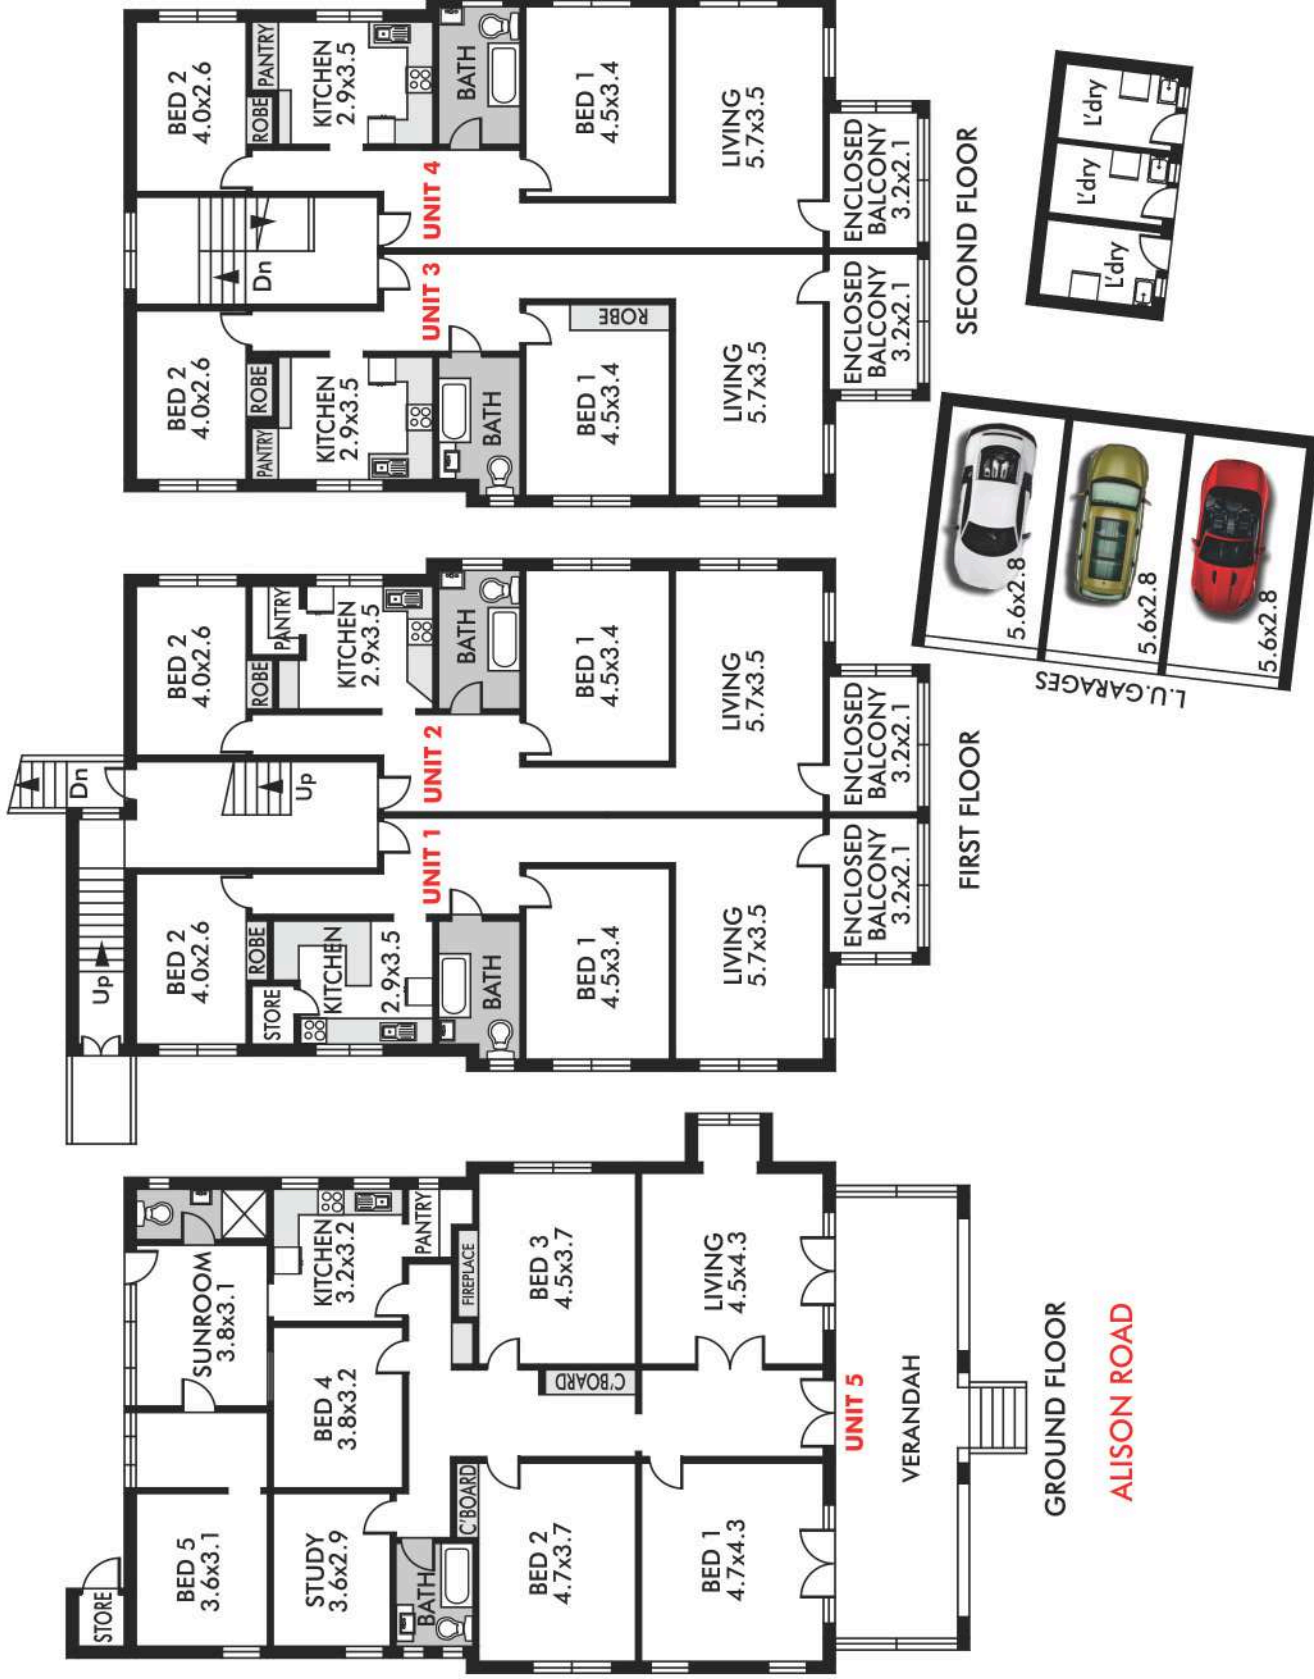 STORE
BED 5
3.6x3.1
SUNROOM
3.8x3.1
STUDY
3.6x2.9
BED 4
3.8x3.2
KITCHEN
3.2x3.2
PANTRY
BATH
C'BOARD
FIREPLACE
BED 2
4.7x3.7
C'BOARD
BED 3
4.5x3.7
BED 1
4.7x4.3
LIVING
4.5x4.3
UNIT 5
VERANDAH
GROUND FLOOR
ALISON ROAD
Up
Dn
BED 2
4.0x2.6
Up
BED 2
4.0x2.6
STORE
ROBE
ROBE
PANTRY
KITCHEN
2.9x3.5
KITCHEN
2.9x3.5
UNIT 1
UNIT 2
BATH
BATH
BED 1
4.5x3.4
BED 1
4.5x3.4
LIVING
5.7x3.5
LIVING
5.7x3.5
ENCLOSED
BALCONY
3.2x2.1
ENCLOSED
BALCONY
3.2x2.1
FIRST FLOOR
BED 2
4.0x2.6
Dn
BED 2
4.0x2.6
PANTRY
ROBE
ROBE
PANTRY
KITCHEN
2.9x3.5
KITCHEN
2.9x3.5
UNIT 3
UNIT 4
BATH
BATH
BED 1
4.5x3.4
ROBE
BED 1
4.5x3.4
LIVING
5.7x3.5
LIVING
5.7x3.5
ENCLOSED
BALCONY
3.2x2.1
ENCLOSED
BALCONY
3.2x2.1
SECOND FLOOR
L.U.GARAGES
5.6x2.8
5.6x2.8
5.6x2.8
L'dry
L'dry
L'dry